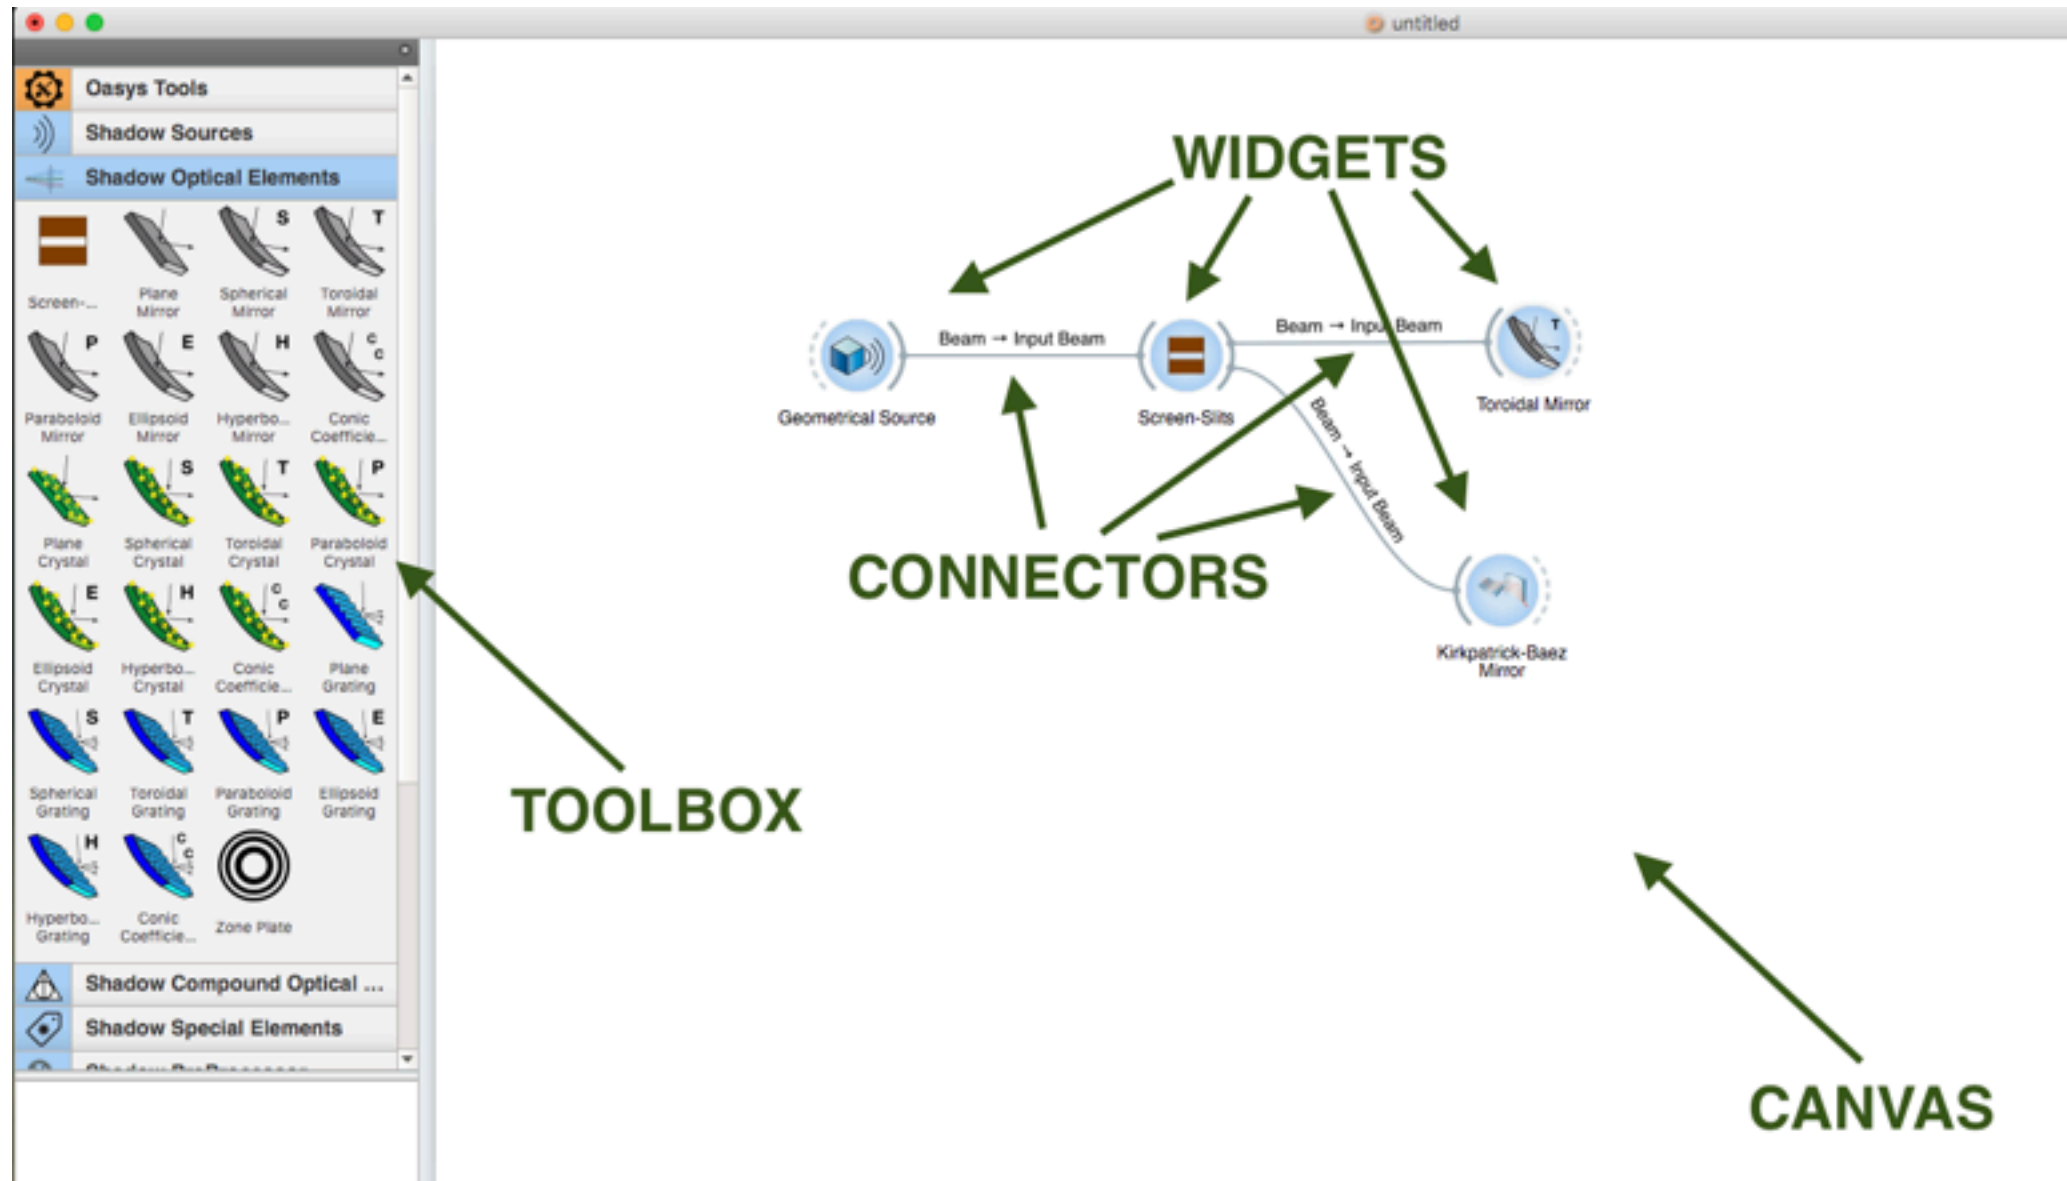 untitled
Oasys Tools
Shadow Sources
Shadow Optical Elements
S
T
Screen-...
Plane
Mirror
Spherical
Mirror
Toroidal
Mirror
P
E
H
C
C
Paraboloid
Mirror
Ellipsoid
Mirror
Hyperbo...
Mirror
Conic
Coefficie...
S
T
P
Plane
Crystal
Spherical
Crystal
Toroidal
Crystal
Paraboloid
Crystal
E
H
C
C
Ellipsoid
Crystal
Hyperbo...
Crystal
Conic
Coefficie...
Plane
Grating
S
T
P
E
Spherical
Grating
Toroidal
Grating
Paraboloid
Grating
Ellipsoid
Grating
H
C
C
Hyperbo...
Grating
Conic
Coefficie...
Zone Plate
Shadow Compound Optical ...
Shadow Special Elements
Shadow PreProcessor
WIDGETS
Beam → Input Beam
Beam → Input Beam
T
Geometrical Source
Screen-Slits
Toroidal Mirror
Beam → Input Beam
CONNECTORS
Kirkpatrick-Baez
Mirror
TOOLBOX
CANVAS